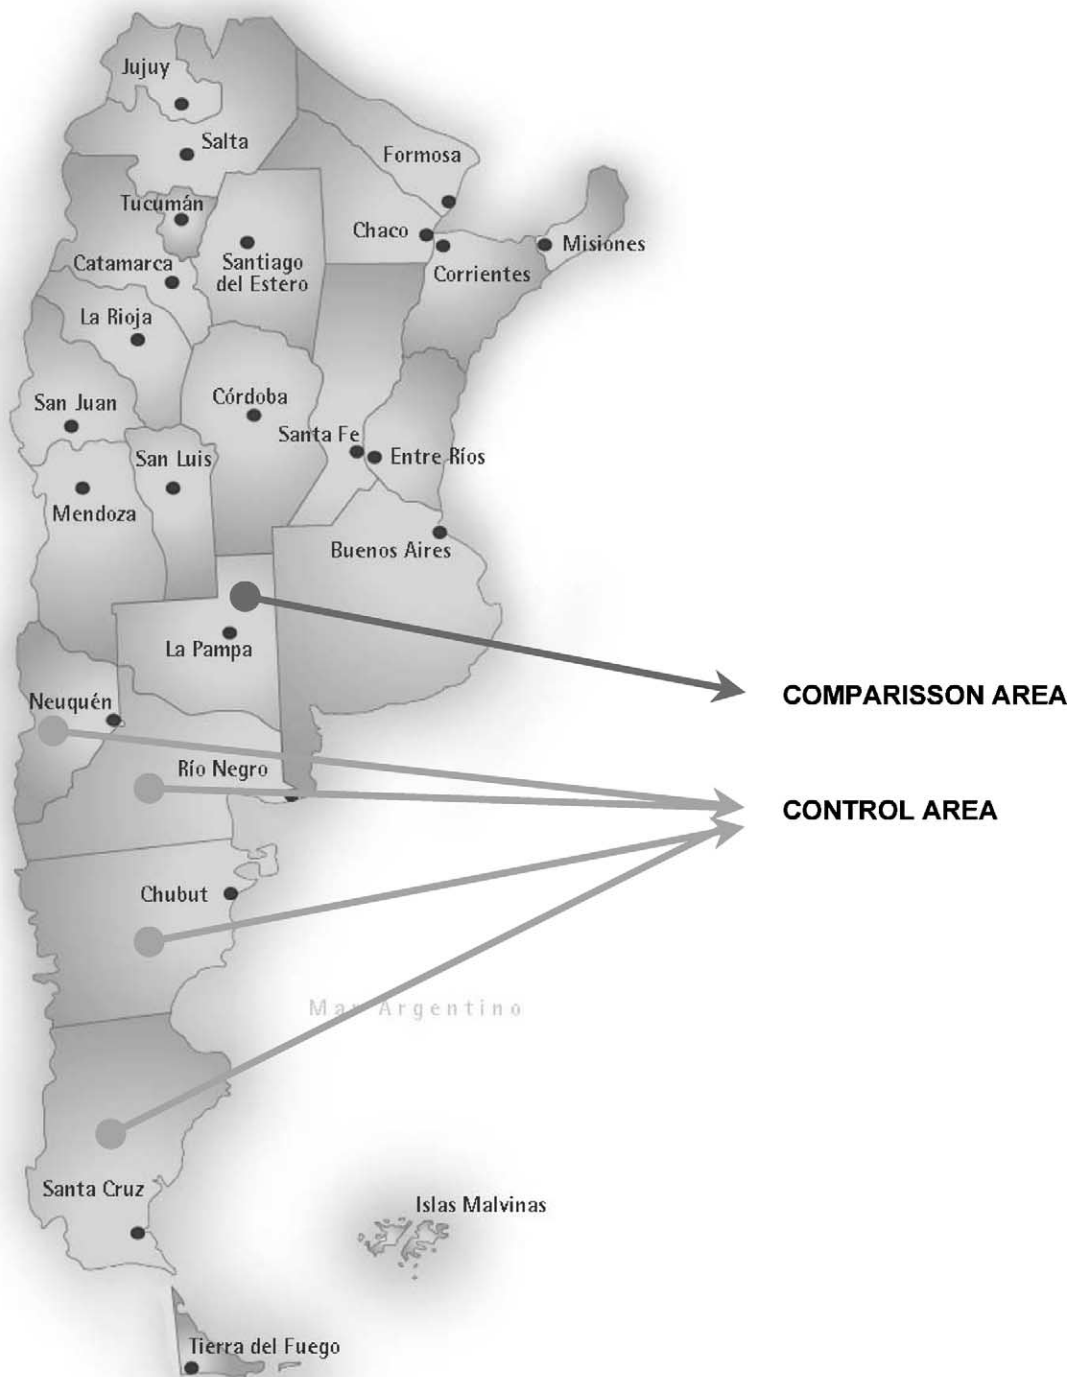 Jujuy
Salta
Formosa
Tucumán
Chaco
Misiones
Catamarca
Santiago
del Estero
Corrientes
La Rioja
San Juan
Córdoba
Santa Fe
San Luis
Entre Ríos
Mendoza
Buenos Aires
La Pampa
COMPARISSON AREA
Neuquén
Río Negro
CONTROL AREA
Chubut
Mar Argentino
Santa Cruz
Islas Malvinas
Tierra del Fuego